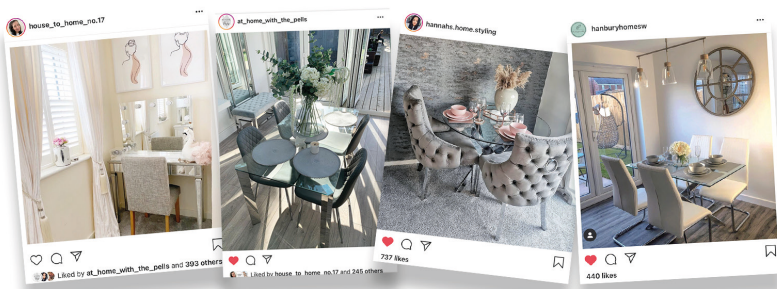 house_to_home_no.17
Liked by at_home_with_the_pells and 393 others
at_home_with_the_pells
Liked by house_to_home_no.17 and 245 others
hannahs.home.styling
737 likes
hanburyhomesw
440 likes